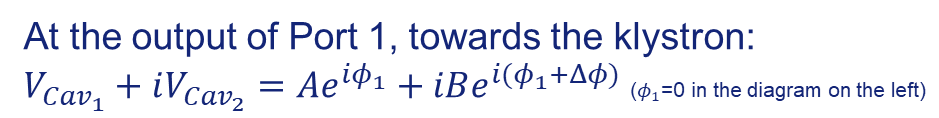 At the output of Port 1, towards the klystron:
V_{Cav_1} + iV_{Cav_2} = Ae^{iϕ_1} + iBe^{i(ϕ_1+Δϕ)} (ϕ_1=0 in the diagram on the left)